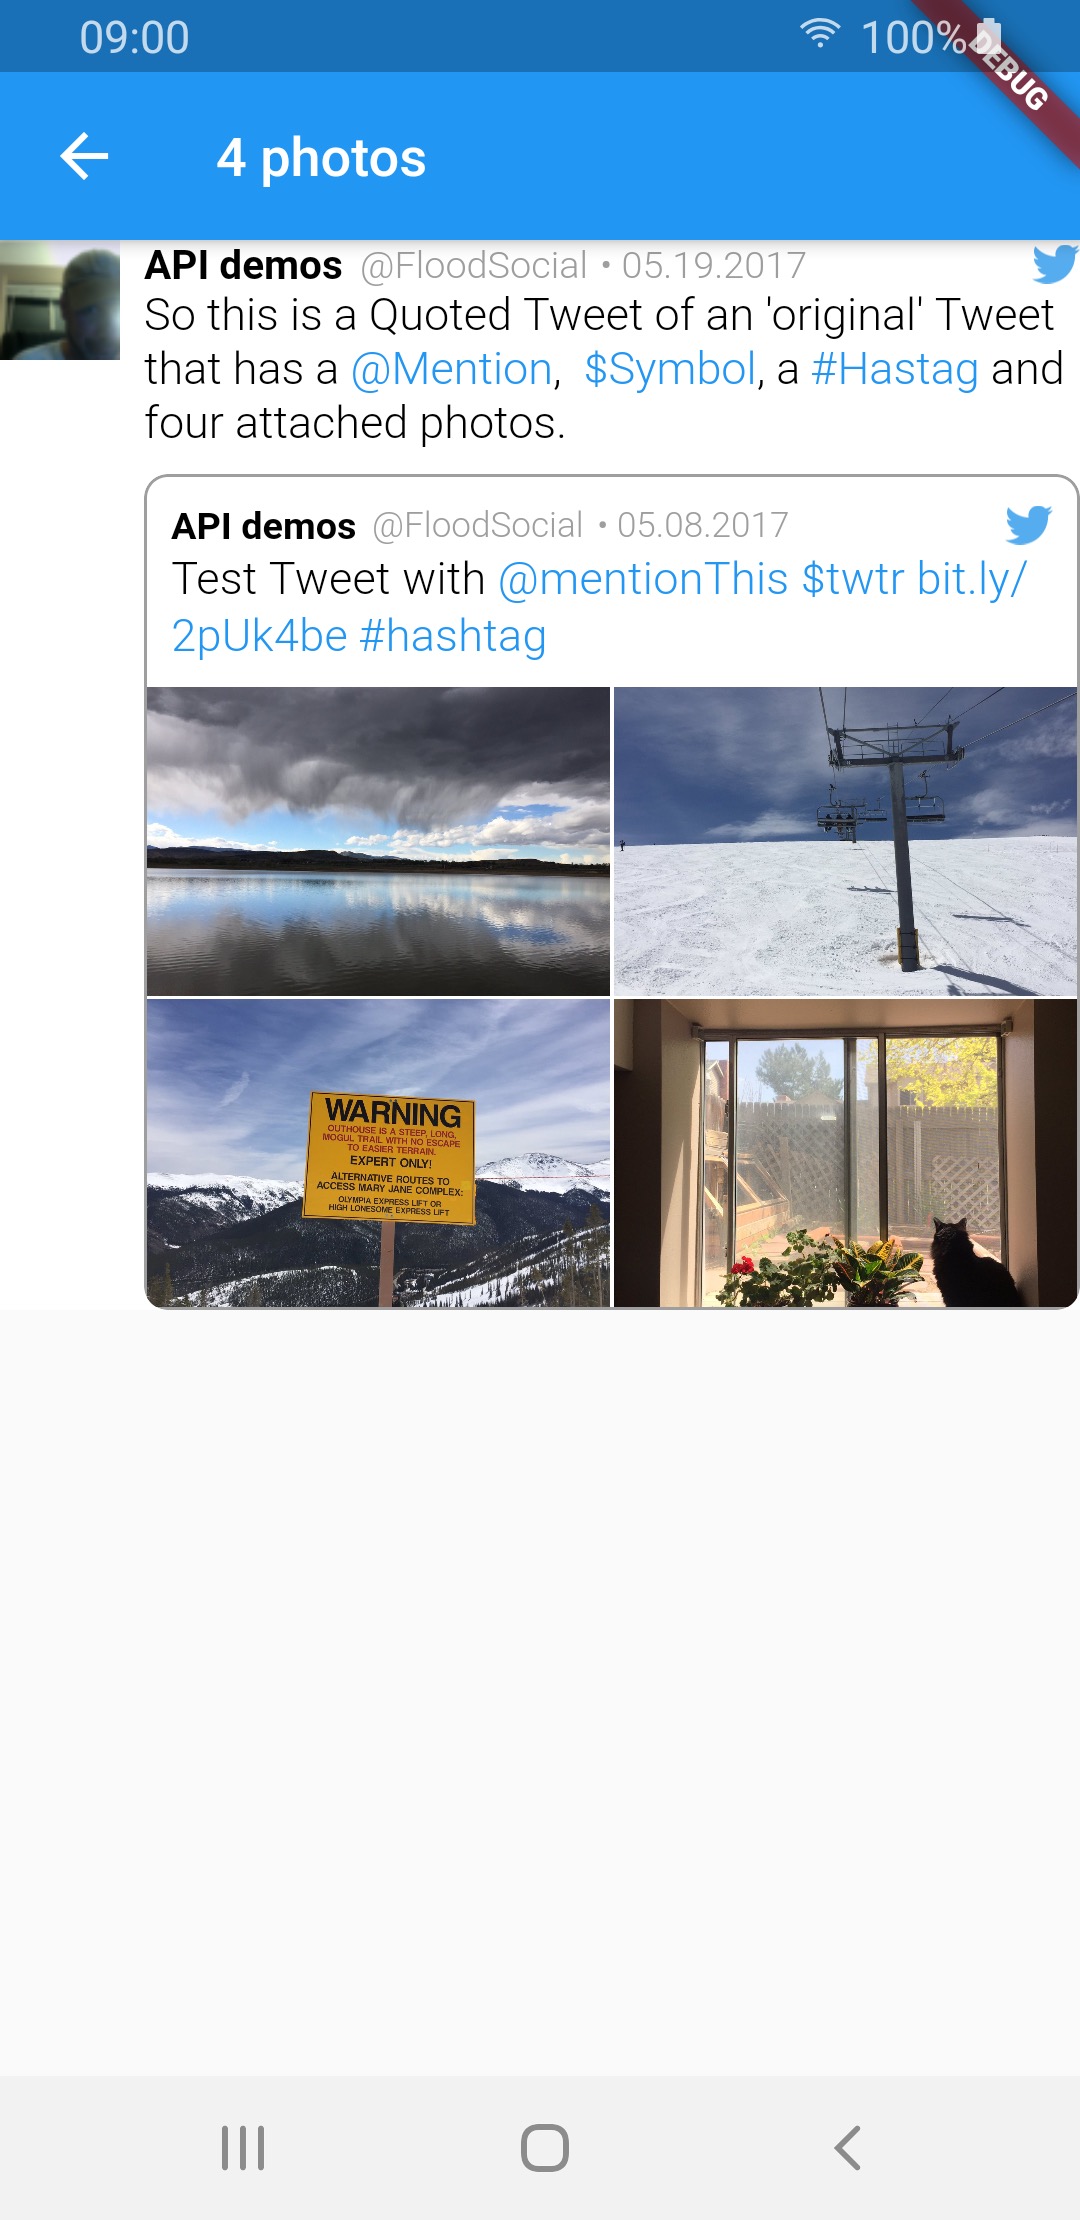 09:00
100%
DEBUG
4 photos
API demos @FloodSocial • 05.19.2017
So this is a Quoted Tweet of an 'original' Tweet
that has a @Mention,  $Symbol, a #Hastag and
four attached photos.
API demos @FloodSocial • 05.08.2017
Test Tweet with @mentionThis $twtr bit.ly/
2pUk4be #hashtag
WARNING
OUTHOUSE IS A STEEP, LONG,
MOGUL TRAIL WITH NO ESCAPE
TO EASIER TERRAIN.
EXPERT ONLY!
ALTERNATIVE ROUTES TO
ACCESS MARY JANE COMPLEX:
OLYMPIA EXPRESS LIFT OR
HIGH LONESOME EXPRESS LIFT